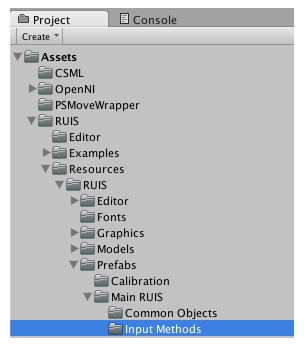 Project Console
Create
Assets
CSML
OpenNI
PSMoveWrapper
RUIS
Editor
Examples
Resources
RUIS
Editor
Fonts
Graphics
Models
Prefabs
Calibration
Main RUIS
Common Objects
Input Methods